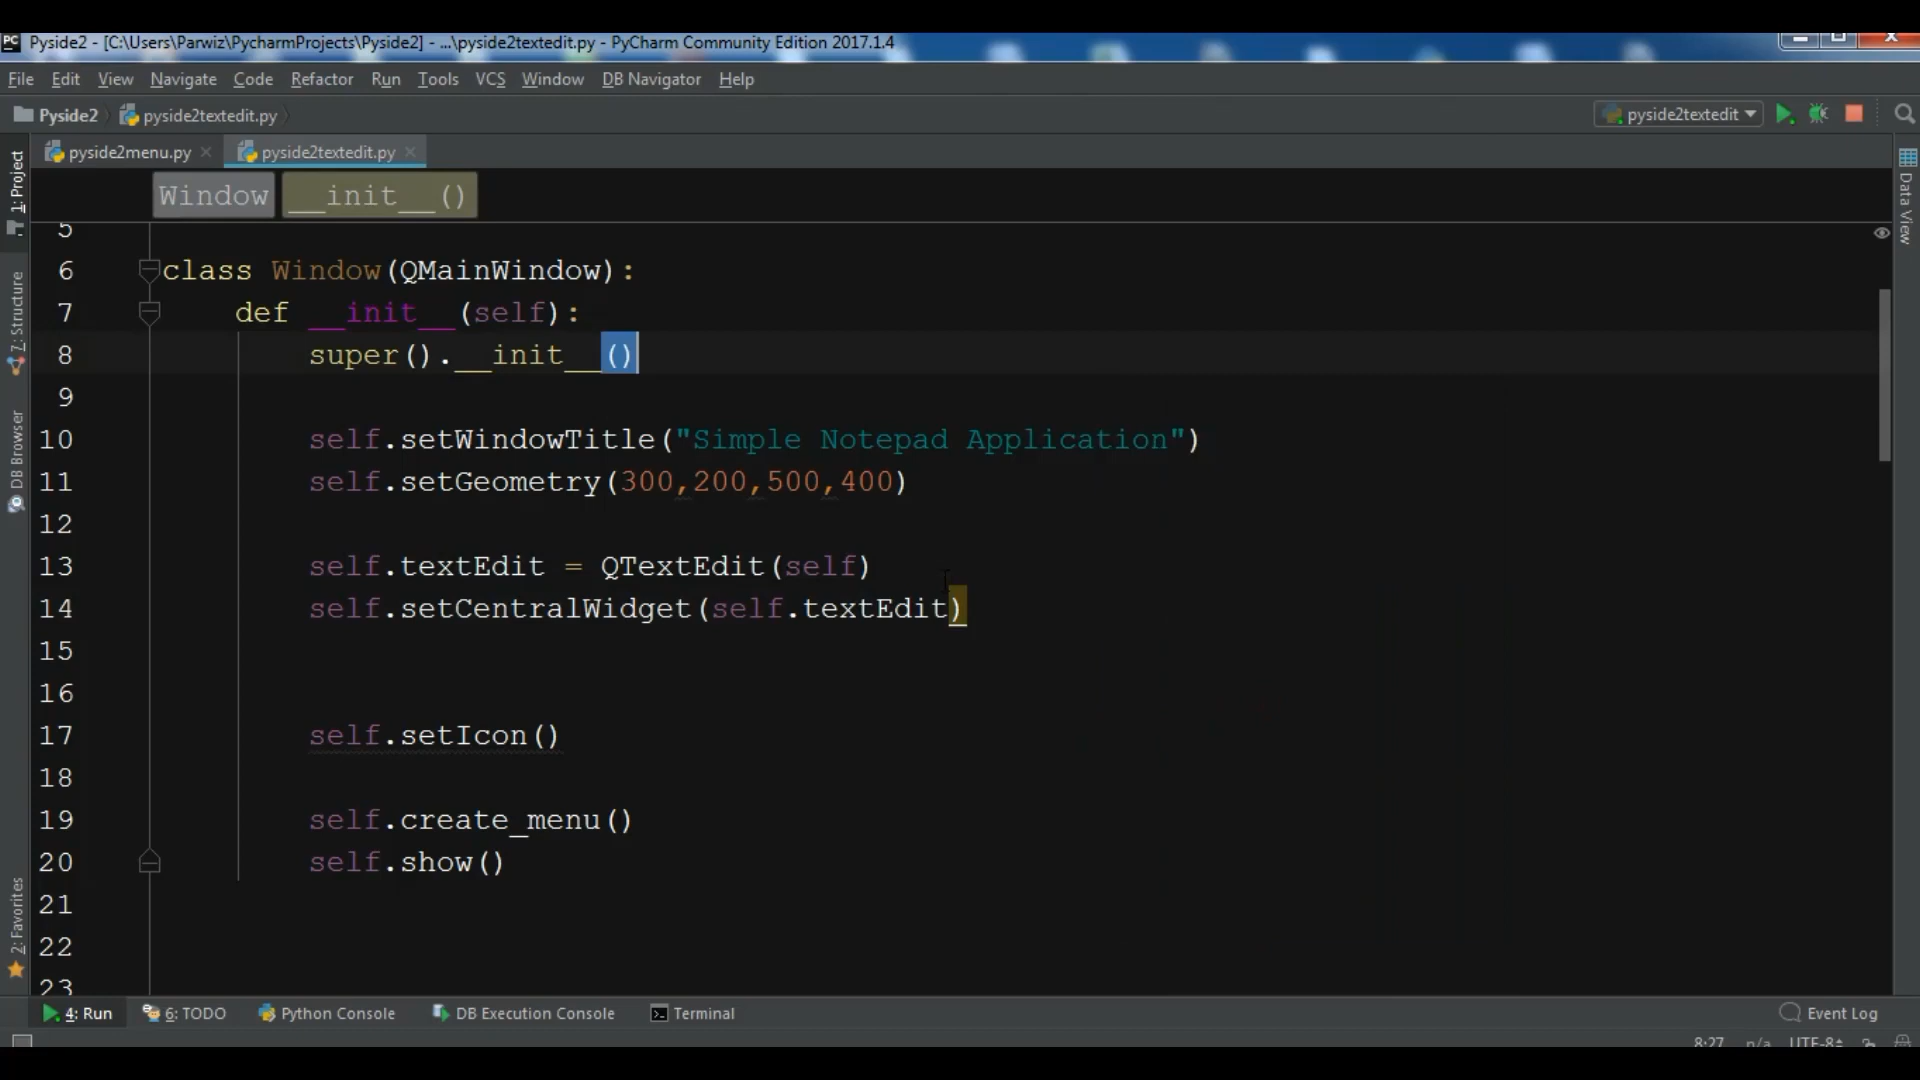 Pyside2 - [C:\Users\Parwiz\PycharmProjects\Pyside2] - ...\pyside2textedit.py - PyCharm Community Edition 2017.1.4
File Edit View Navigate Code Refactor Run Tools VCS Window DB Navigator Help
Pyside2 pyside2textedit.py pyside2textedit
pyside2menu.py pyside2textedit.py
Window __init__()
1: Project
7: Structure
DB Browser
2: Favorites
Data View
5
6 class Window(QMainWindow):
7 def __init__(self):
8 super().__init__()
9
10 self.setWindowTitle("Simple Notepad Application")
11 self.setGeometry(300,200,500,400)
12
13 self.textEdit = QTextEdit(self)
14 self.setCentralWidget(self.textEdit)
15
16
17 self.setIcon()
18
19 self.create_menu()
20 self.show()
21
22
23
4: Run 6: TODO Python Console DB Execution Console Terminal Event Log
8:27 n/a UTF-8